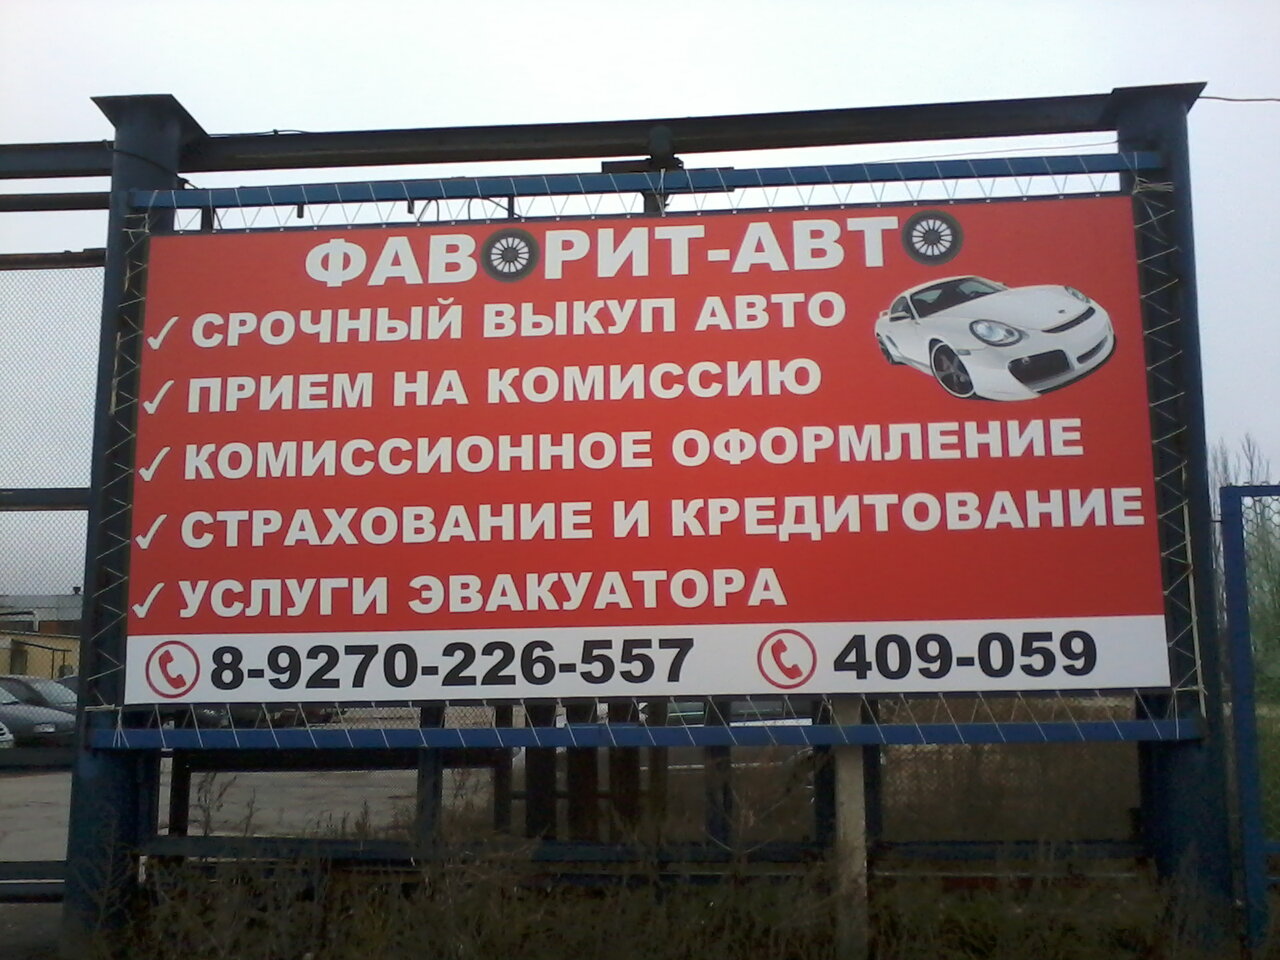 ФАВОРИТ-АВТО
СРОЧНЫЙ ВЫКУП АВТО
ПРИЕМ НА КОМИССИЮ
КОМИССИОННОЕ ОФОРМЛЕНИЕ
СТРАХОВАНИЕ И КРЕДИТОВАНИЕ
УСЛУГИ ЭВАКУАТОРА
8-9270-226-557 409-059